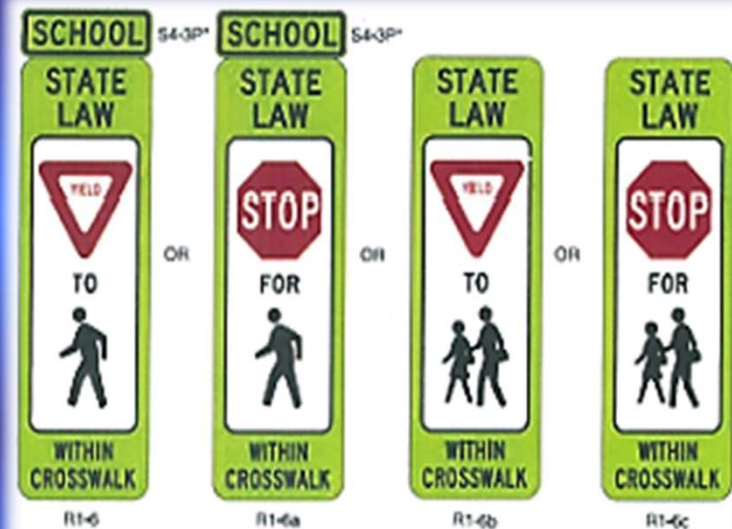 SCHOOL S4-3P*
STATE
LAW
YIELD
TO
WITHIN
CROSSWALK
R1-6
OR
SCHOOL S4-3P*
STATE
LAW
STOP
FOR
WITHIN
CROSSWALK
R1-6a
OR
STATE
LAW
YIELD
TO
WITHIN
CROSSWALK
R1-6b
OR
STATE
LAW
STOP
FOR
WITHIN
CROSSWALK
R1-6c